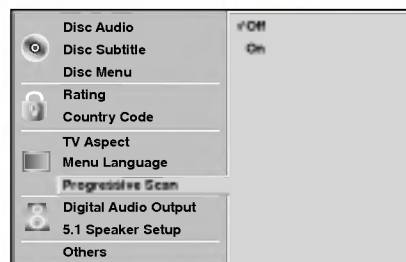 Disc Audio
Disc Subtitle
Disc Menu
Rating
Country Code
TV Aspect
Menu Language
Progressive Scan
Digital Audio Output
5.1 Speaker Setup
Others
✓Off
On